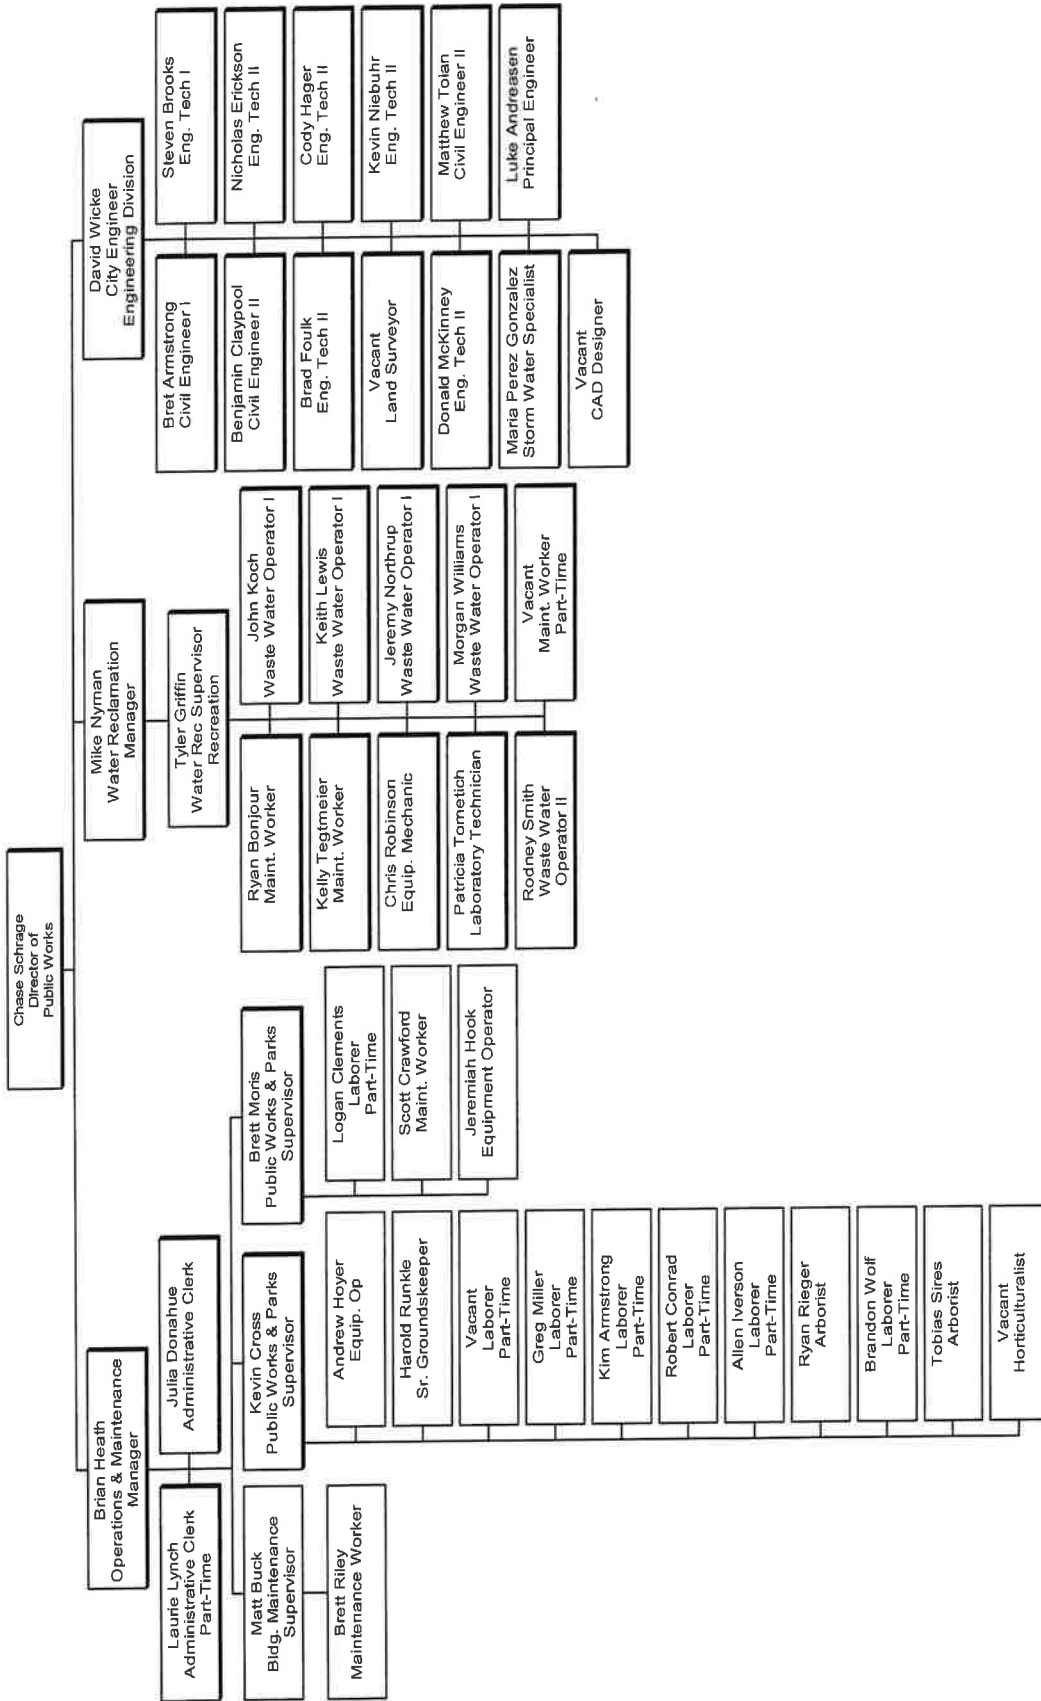 Chase Schrage
Director of
Public Works
Brian Heath
Operations & Maintenance
Manager
Laurie Lynch
Administrative Clerk
Part-Time
Julia Donahue
Administrative Clerk
Matt Buck
Bldg. Maintenance
Supervisor
Brett Riley
Maintenance Worker
Kevin Cross
Public Works & Parks
Supervisor
Andrew Hoyer
Equip. Op
Harold Runkle
Sr. Groundskeeper
Vacant
Laborer
Part-Time
Greg Miller
Laborer
Part-Time
Kim Armstrong
Laborer
Part-Time
Robert Conrad
Laborer
Part-Time
Allen Iverson
Laborer
Part-Time
Ryan Rieger
Arborist
Brandon Wolf
Laborer
Part-Time
Tobias Sires
Arborist
Vacant
Horticulturalist
Brett Moris
Public Works & Parks
Supervisor
Logan Clements
Laborer
Part-Time
Scott Crawford
Maint. Worker
Jeremiah Hook
Equipment Operator
Mike Nyman
Water Reclamation
Manager
Tyler Griffin
Water Rec Supervisor
Recreation
Ryan Bonjour
Maint. Worker
John Koch
Waste Water Operator I
Kelly Tegtmeier
Maint. Worker
Keith Lewis
Waste Water Operator I
Chris Robinson
Equip. Mechanic
Jeremy Northrup
Waste Water Operator I
Patricia Tometich
Laboratory Technician
Morgan Williams
Waste Water Operator I
Rodney Smith
Waste Water
Operator II
Vacant
Maint. Worker
Part-Time
David Wicke
City Engineer
Engineering Division
Bret Armstrong
Civil Engineer I
Steven Brooks
Eng. Tech I
Benjamin Claypool
Civil Engineer II
Nicholas Erickson
Eng. Tech II
Brad Foulk
Eng. Tech II
Cody Hager
Eng. Tech II
Vacant
Land Surveyor
Kevin Niebuhr
Eng. Tech II
Donald McKinney
Eng. Tech II
Matthew Tolan
Civil Engineer II
Maria Perez Gonzalez
Storm Water Specialist
Luke Andreasen
Principal Engineer
Vacant
CAD Designer